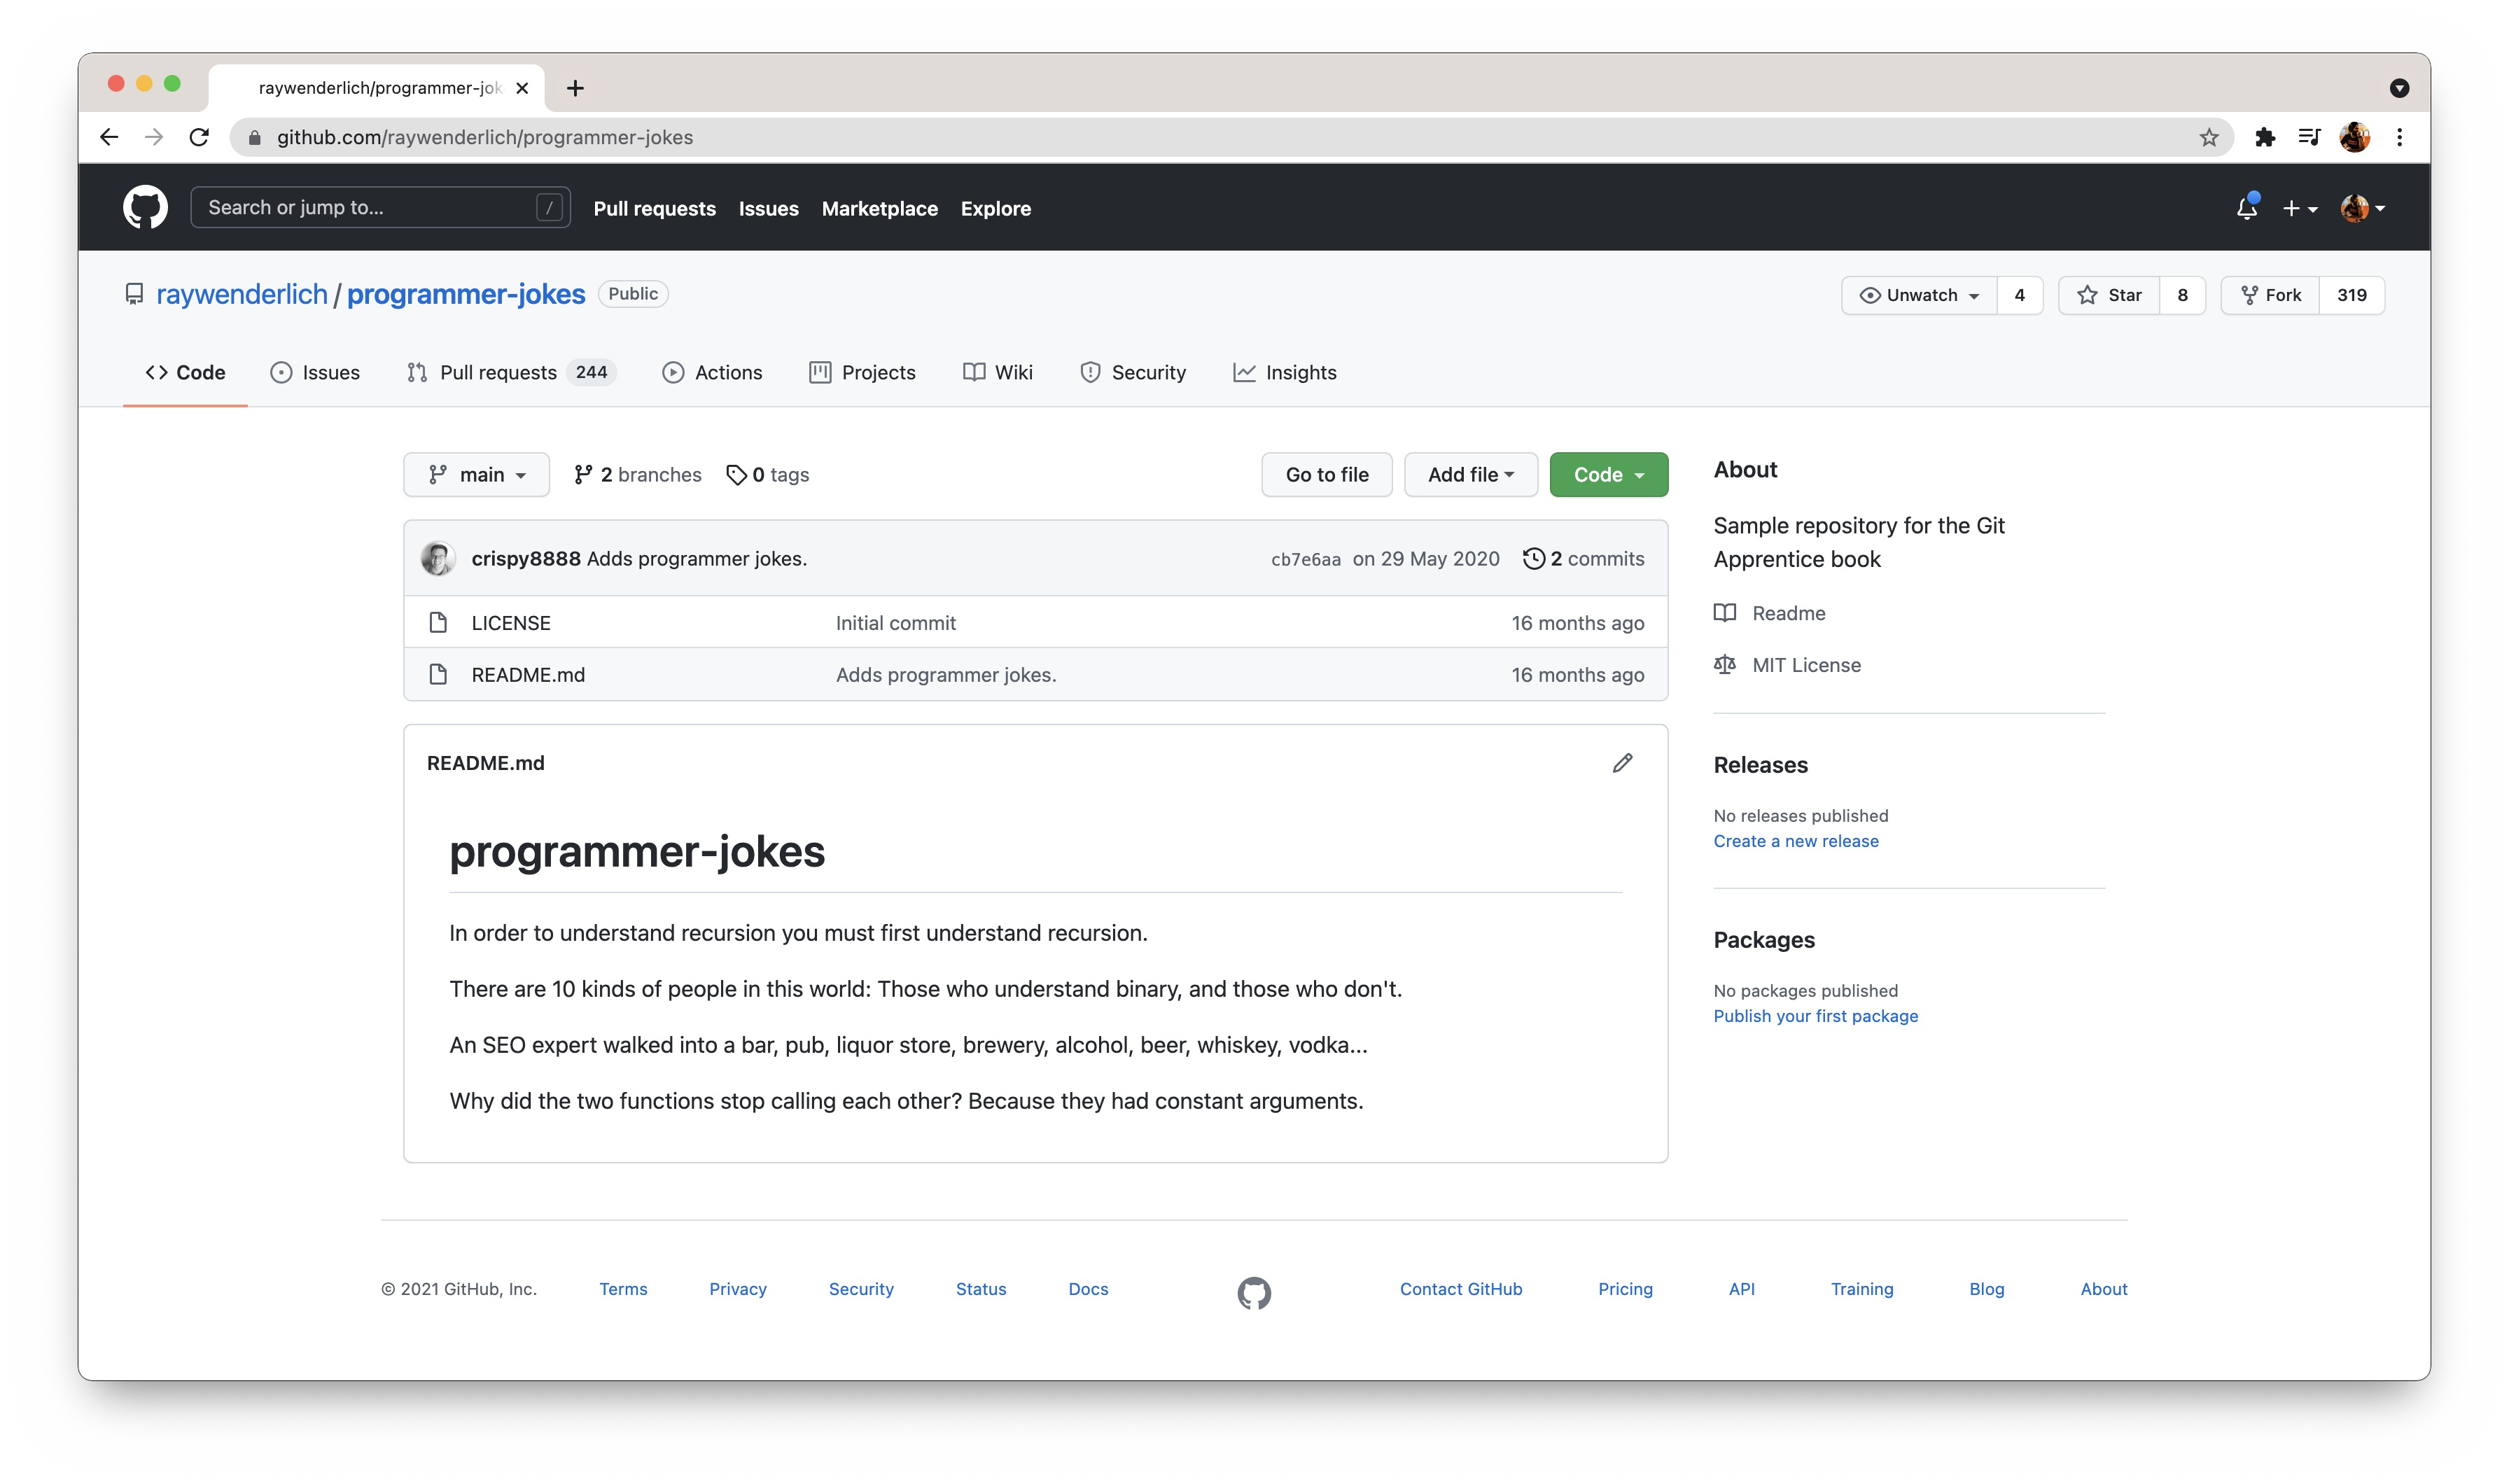 raywenderlich/programmer-jok
github.com/raywenderlich/programmer-jokes
Search or jump to... / Pull requests Issues Marketplace Explore
raywenderlich / programmer-jokes Public Unwatch 4 Star 8 Fork 319
Code Issues Pull requests 244 Actions Projects Wiki Security Insights
main 2 branches 0 tags Go to file Add file Code
crispy8888 Adds programmer jokes. cb7e6aa on 29 May 2020 2 commits
LICENSE Initial commit 16 months ago
README.md Adds programmer jokes. 16 months ago
README.md
programmer-jokes
In order to understand recursion you must first understand recursion.
There are 10 kinds of people in this world: Those who understand binary, and those who don't.
An SEO expert walked into a bar, pub, liquor store, brewery, alcohol, beer, whiskey, vodka...
Why did the two functions stop calling each other? Because they had constant arguments.
About
Sample repository for the Git
Apprentice book
Readme
MIT License
Releases
No releases published
Create a new release
Packages
No packages published
Publish your first package
© 2021 GitHub, Inc. Terms Privacy Security Status Docs Contact GitHub Pricing API Training Blog About